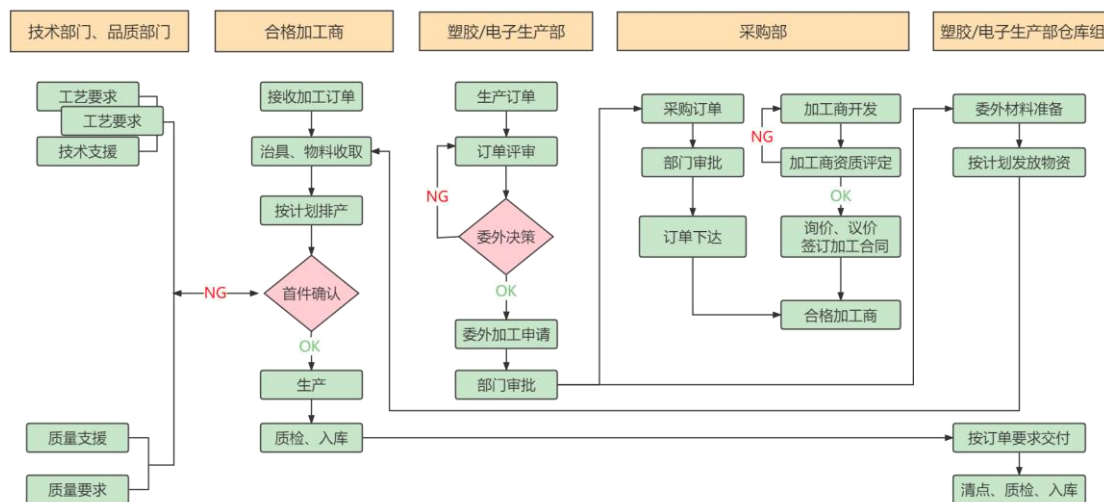 技术部门、品质部门
合格加工商
塑胶/电子生产部
采购部
塑胶/电子生产部仓库组
工艺要求
工艺要求
技术支援
质量支援
质量要求
NG
接收加工订单
治具、物料收取
按计划排产
首件确认
OK
生产
质检、入库
生产订单
订单评审
NG
委外决策
OK
委外加工申请
部门审批
采购订单
部门审批
订单下达
加工商开发
NG
加工商资质评定
OK
询价、议价
签订加工合同
合格加工商
委外材料准备
按计划发放物资
按订单要求交付
清点、质检、入库